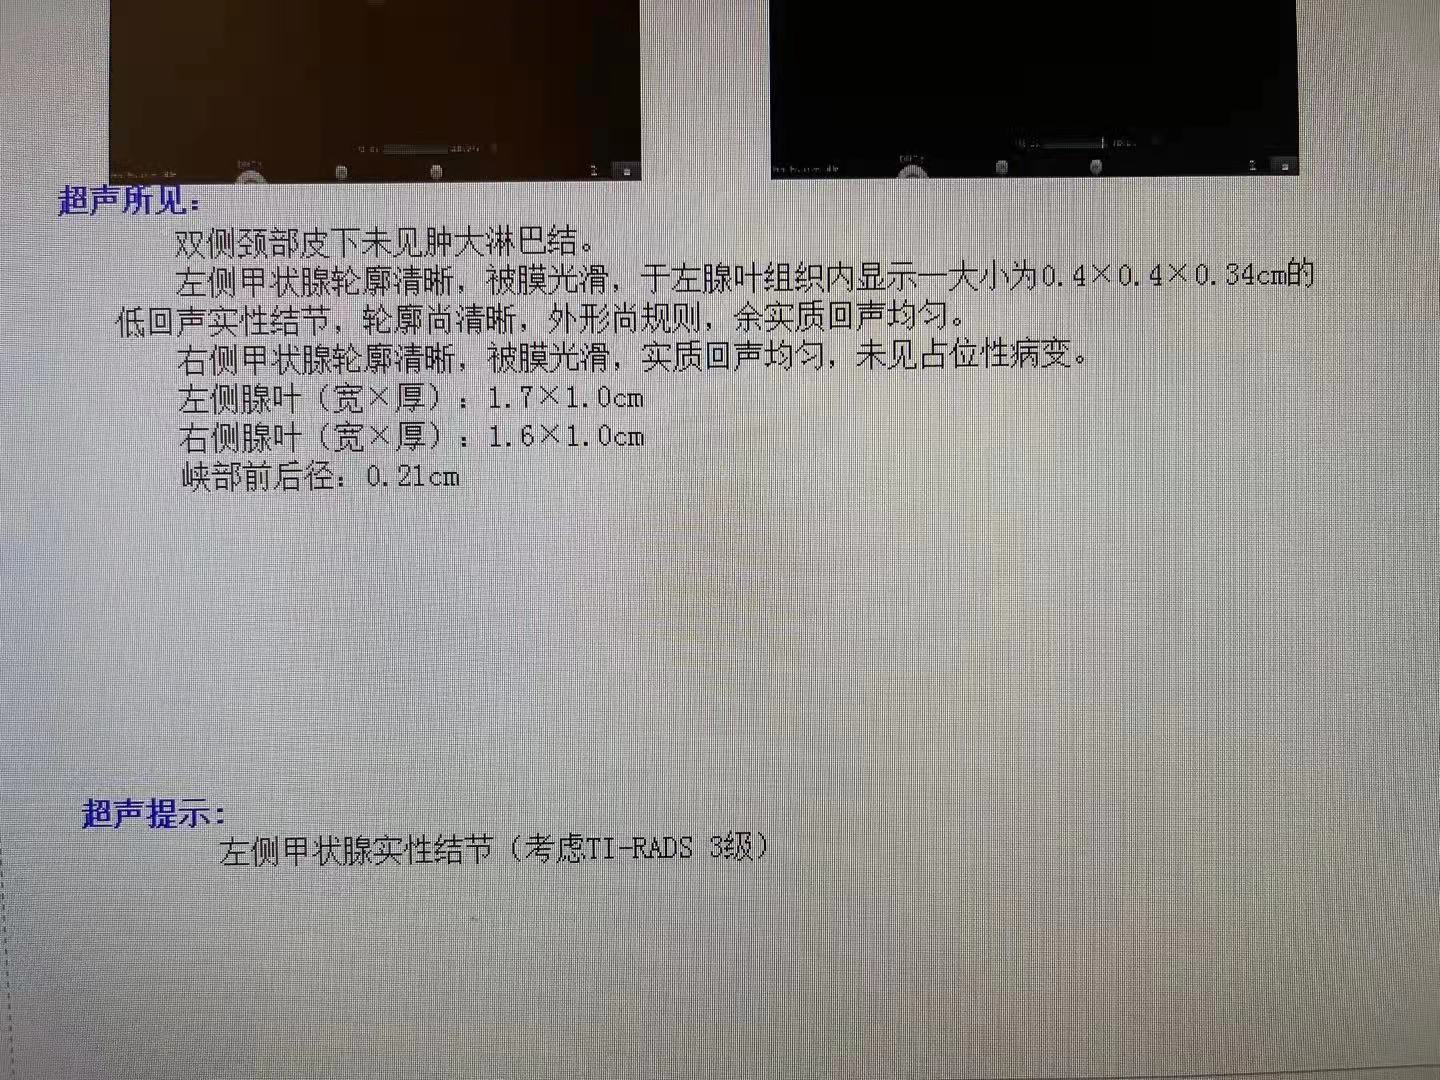 超声所见：
双侧颈部皮下未见肿大淋巴结。
左侧甲状腺轮廓清晰，被膜光滑，于左腺叶组织内显示一大小为0.4×0.4×0.34cm的
低回声实性结节，轮廓尚清晰，外形尚规则，余实质回声均匀。
右侧甲状腺轮廓清晰，被膜光滑，实质回声均匀，未见占位性病变。
左侧腺叶（宽×厚）：1.7×1.0cm
右侧腺叶（宽×厚）：1.6×1.0cm
峡部前后径：0.21cm
超声提示：
左侧甲状腺实性结节（考虑TI-RADS 3级）